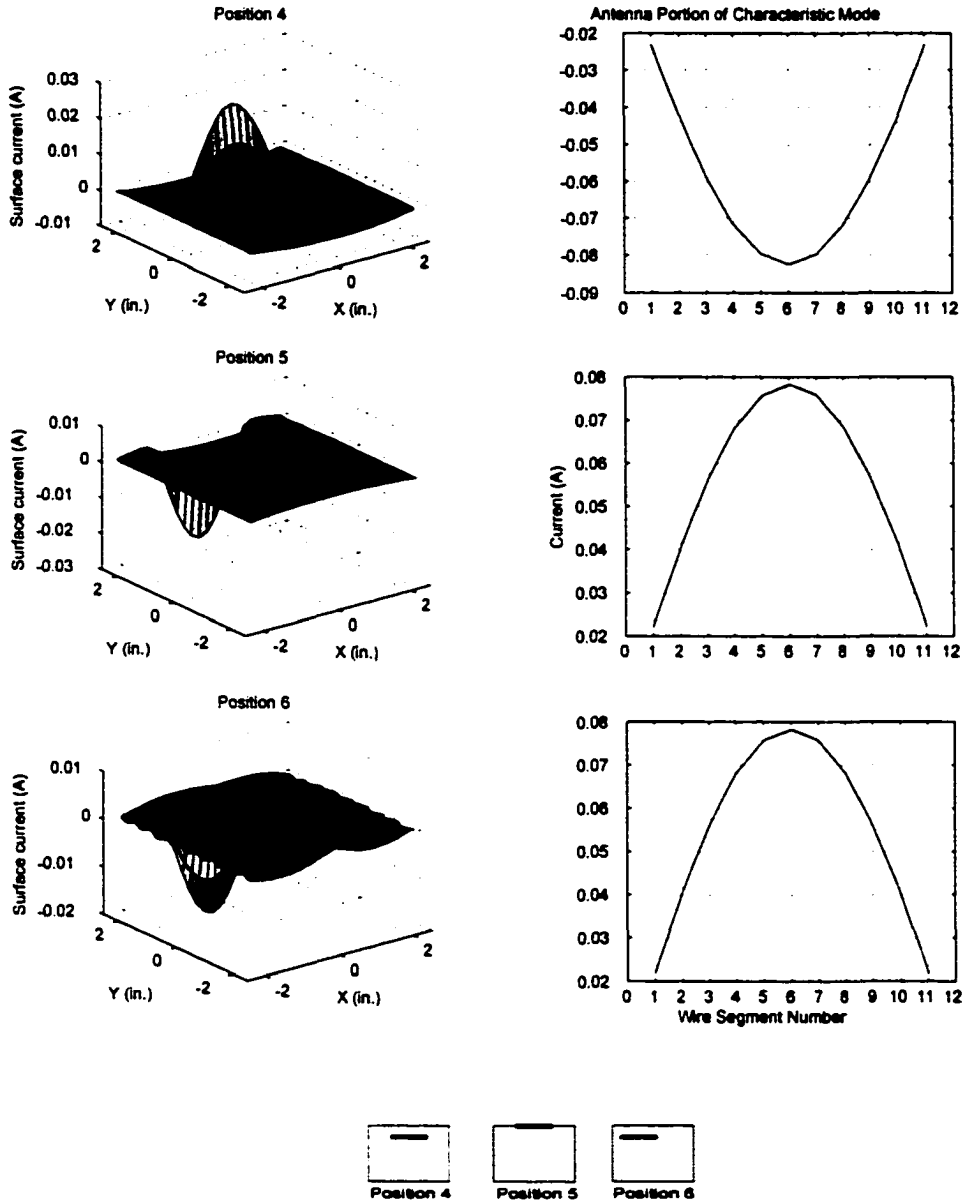 Position 4
Antenna Portion of Characteristic Mode
Surface current (A)
0.03
0.02
0.01
0
-0.01
2
0
-2
Y (in.)
-2
0
2
X (in.)
-0.02
-0.03
-0.04
-0.05
-0.06
-0.07
-0.08
-0.09
0 1 2 3 4 5 6 7 8 9 10 11 12
Position 5
Surface current (A)
0.01
0
-0.01
-0.02
-0.03
2
0
-2
Y (in.)
-2
0
2
X (in.)
Current (A)
0.08
0.07
0.06
0.05
0.04
0.03
0.02
0 1 2 3 4 5 6 7 8 9 10 11 12
Position 6
Surface current (A)
0.01
0
-0.01
-0.02
2
0
-2
Y (in.)
-2
0
2
X (in.)
0.08
0.07
0.06
0.05
0.04
0.03
0.02
0 1 2 3 4 5 6 7 8 9 10 11 12
Wire Segment Number
Position 4
Position 5
Position 6